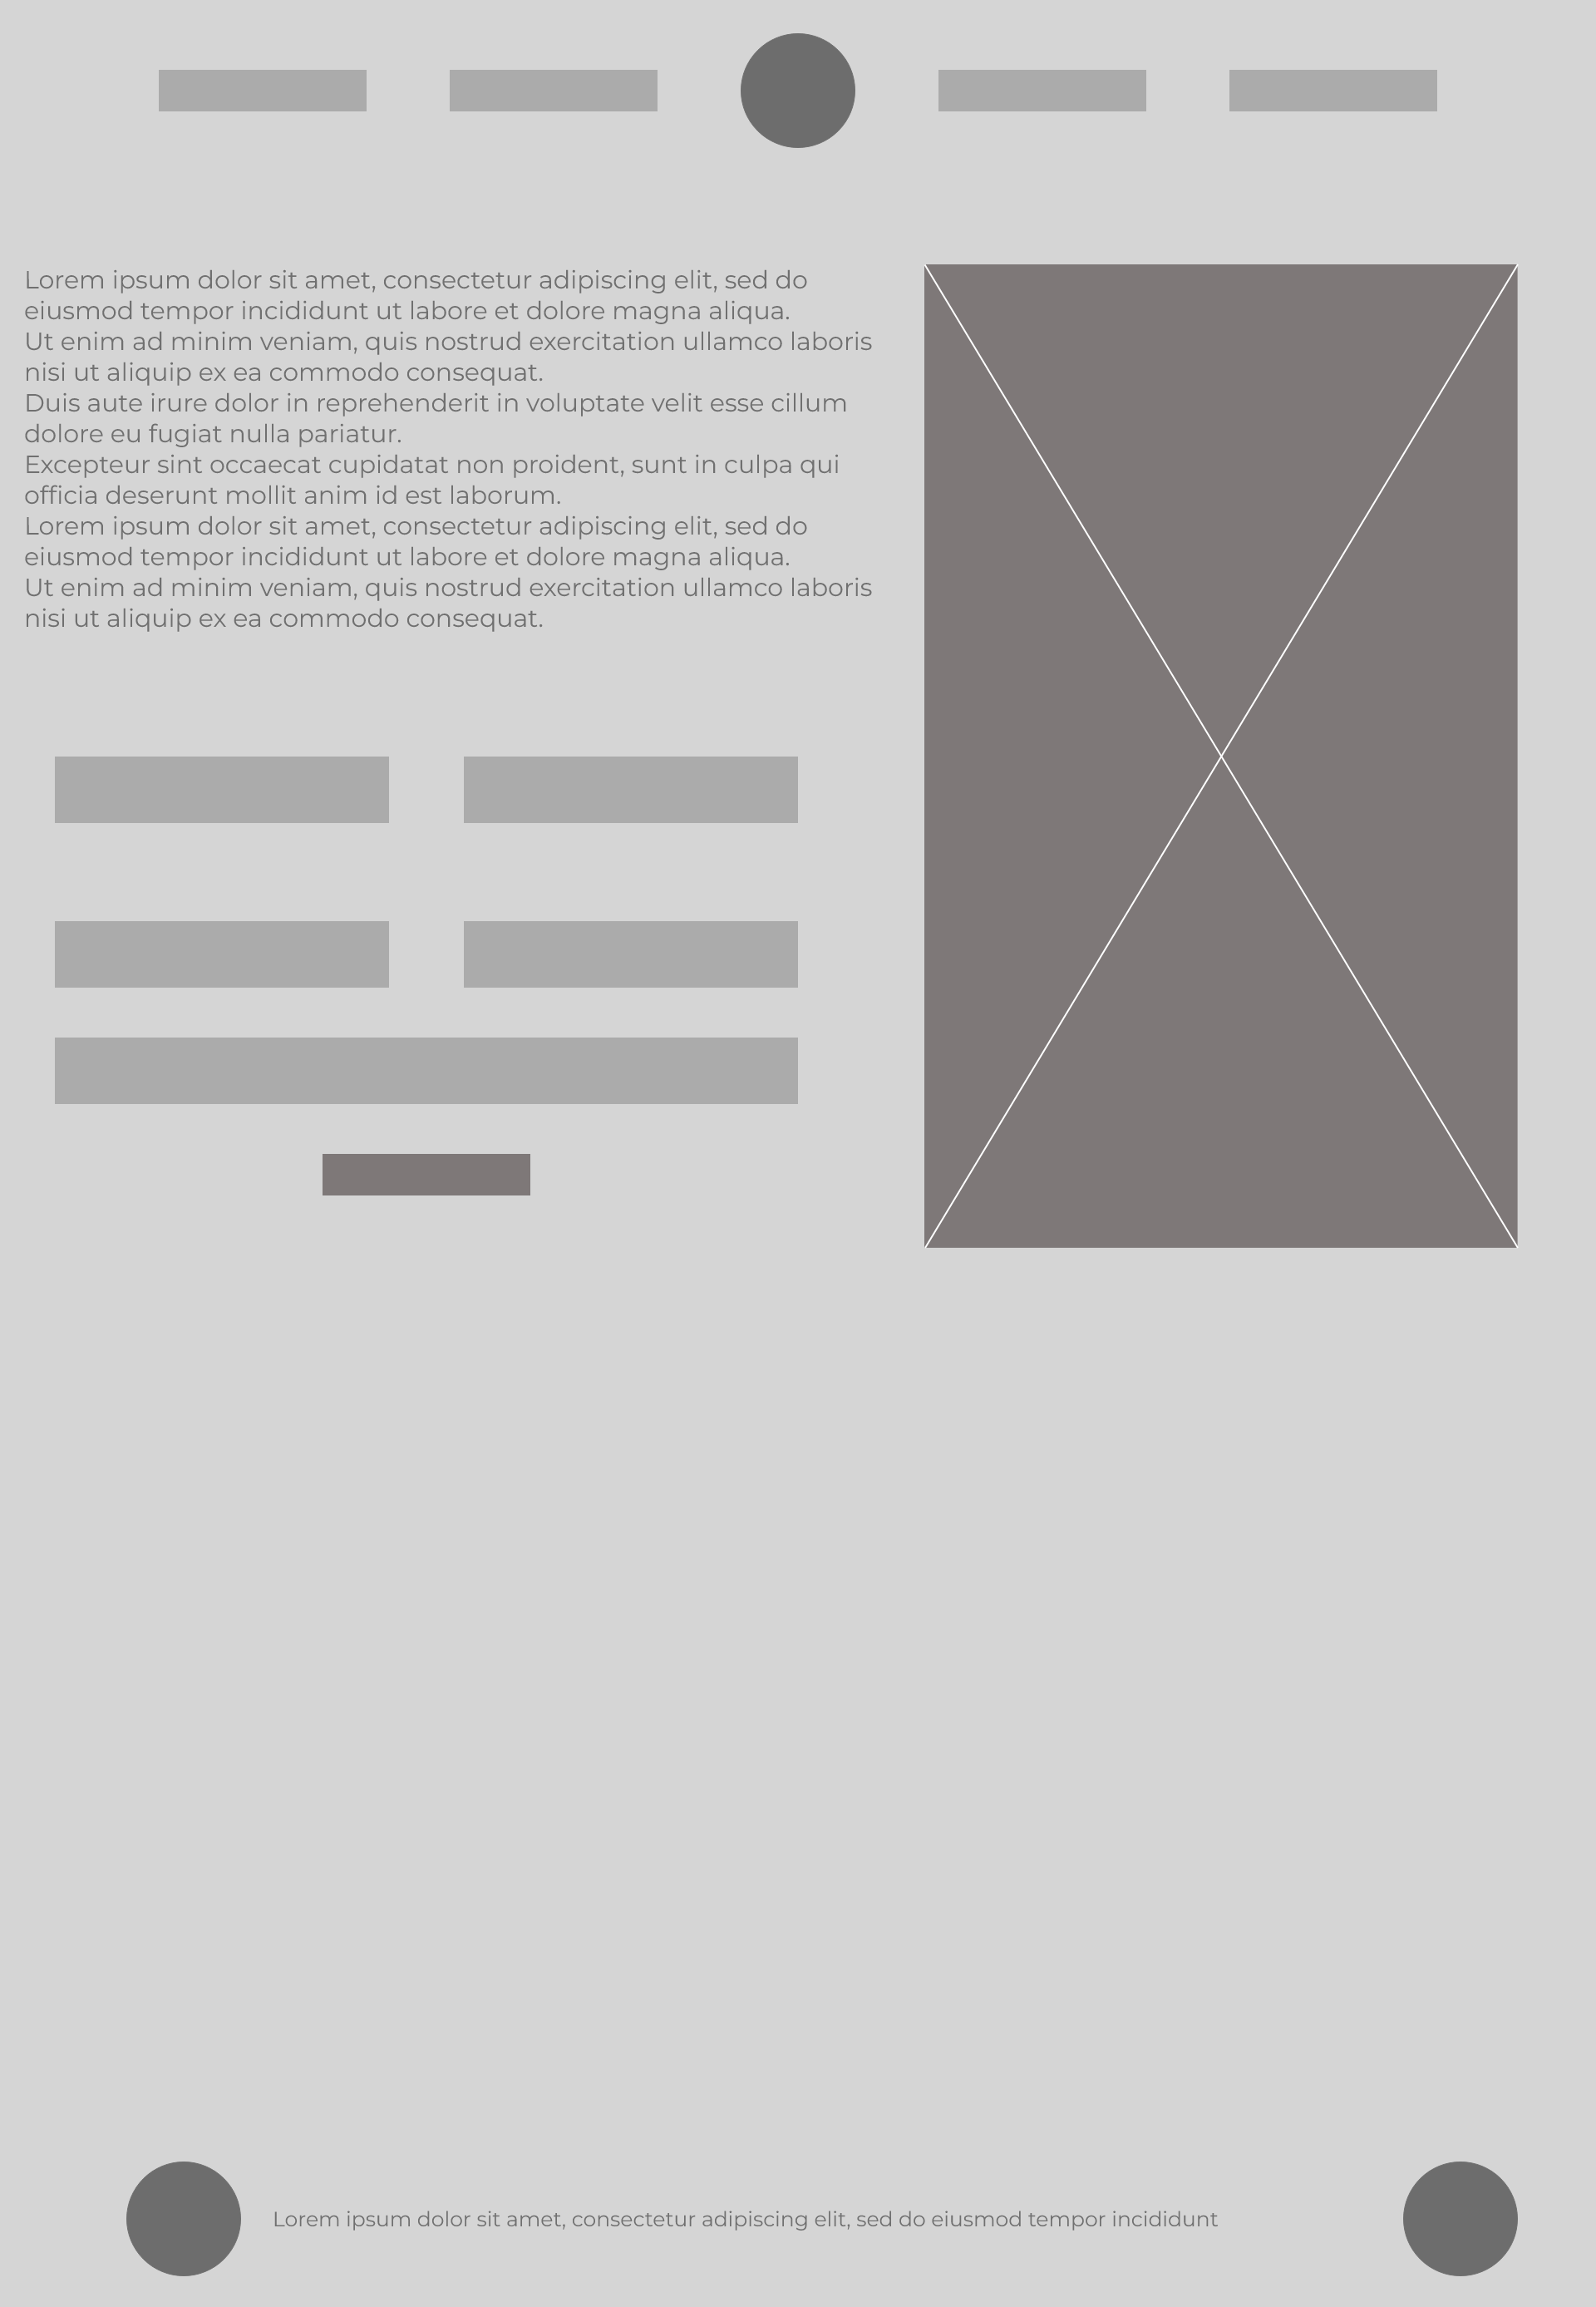 Lorem ipsum dolor sit amet, consectetur adipiscing elit, sed do
eiusmod tempor incididunt ut labore et dolore magna aliqua.
Ut enim ad minim veniam, quis nostrud exercitation ullamco laboris
nisi ut aliquip ex ea commodo consequat.
Duis aute irure dolor in reprehenderit in voluptate velit esse cillum
dolore eu fugiat nulla pariatur.
Excepteur sint occaecat cupidatat non proident, sunt in culpa qui
officia deserunt mollit anim id est laborum.
Lorem ipsum dolor sit amet, consectetur adipiscing elit, sed do
eiusmod tempor incididunt ut labore et dolore magna aliqua.
Ut enim ad minim veniam, quis nostrud exercitation ullamco laboris
nisi ut aliquip ex ea commodo consequat.
Lorem ipsum dolor sit amet, consectetur adipiscing elit, sed do eiusmod tempor incididunt